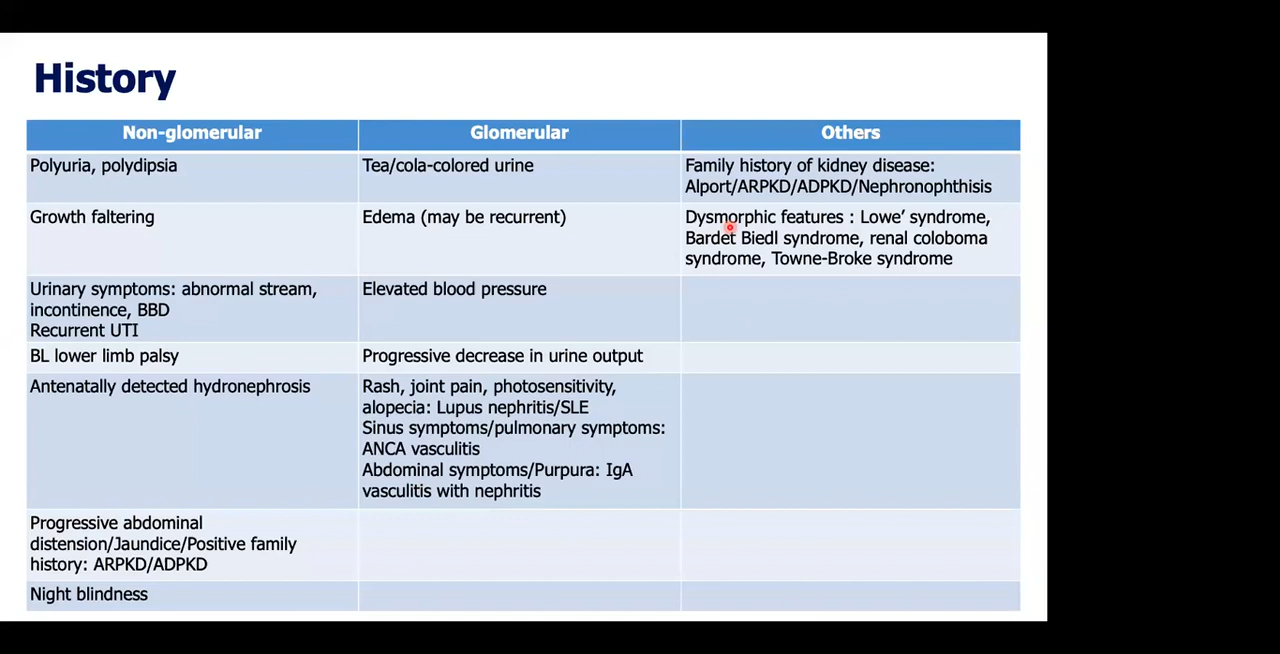 History
Non-glomerular
Glomerular
Others
Polyuria, polydipsia
Tea/cola-colored urine
Family history of kidney disease:
Alport/ARPKD/ADPKD/Nephronophthisis
Growth faltering
Edema (may be recurrent)
Dysmorphic features : Lowe’ syndrome,
Bardet Biedl syndrome, renal coloboma
syndrome, Towne-Broke syndrome
Urinary symptoms: abnormal stream,
incontinence, BBD
Recurrent UTI
Elevated blood pressure
BL lower limb palsy
Progressive decrease in urine output
Antenatally detected hydronephrosis
Rash, joint pain, photosensitivity,
alopecia: Lupus nephritis/SLE
Sinus symptoms/pulmonary symptoms:
ANCA vasculitis
Abdominal symptoms/Purpura: IgA
vasculitis with nephritis
Progressive abdominal
distension/Jaundice/Positive family
history: ARPKD/ADPKD
Night blindness